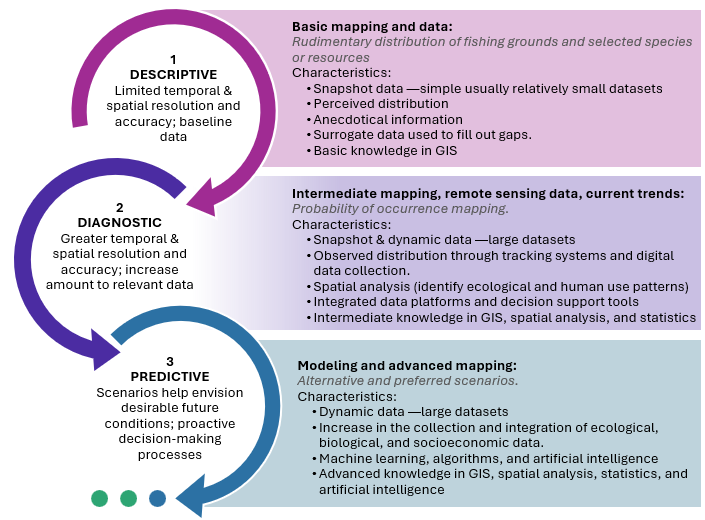 1
DESCRIPTIVE
Limited temporal &
spatial resolution and
accuracy; baseline
data
Basic mapping and data:
Rudimentary distribution of fishing grounds and selected species
or resources
Characteristics:
• Snapshot data —simple usually relatively small datasets
• Perceived distribution
• Anecdotical information
• Surrogate data used to fill out gaps.
• Basic knowledge in GIS
2
DIAGNOSTIC
Greater temporal &
spatial resolution and
accuracy; increase
amount to relevant data
Intermediate mapping, remote sensing data, current trends:
Probability of occurrence mapping.
Characteristics:
• Snapshot & dynamic data —large datasets
• Observed distribution through tracking systems and digital
data collection.
• Spatial analysis (identify ecological and human use patterns)
• Integrated data platforms and decision support tools
• Intermediate knowledge in GIS, spatial analysis, and statistics
3
PREDICTIVE
Scenarios help envision
desirable future
conditions; proactive
decision-making
processes
Modeling and advanced mapping:
Alternative and preferred scenarios.
Characteristics:
• Dynamic data —large datasets
• Increase in the collection and integration of ecological,
biological, and socioeconomic data.
• Machine learning, algorithms, and artificial intelligence
• Advanced knowledge in GIS, spatial analysis, statistics, and
artificial intelligence